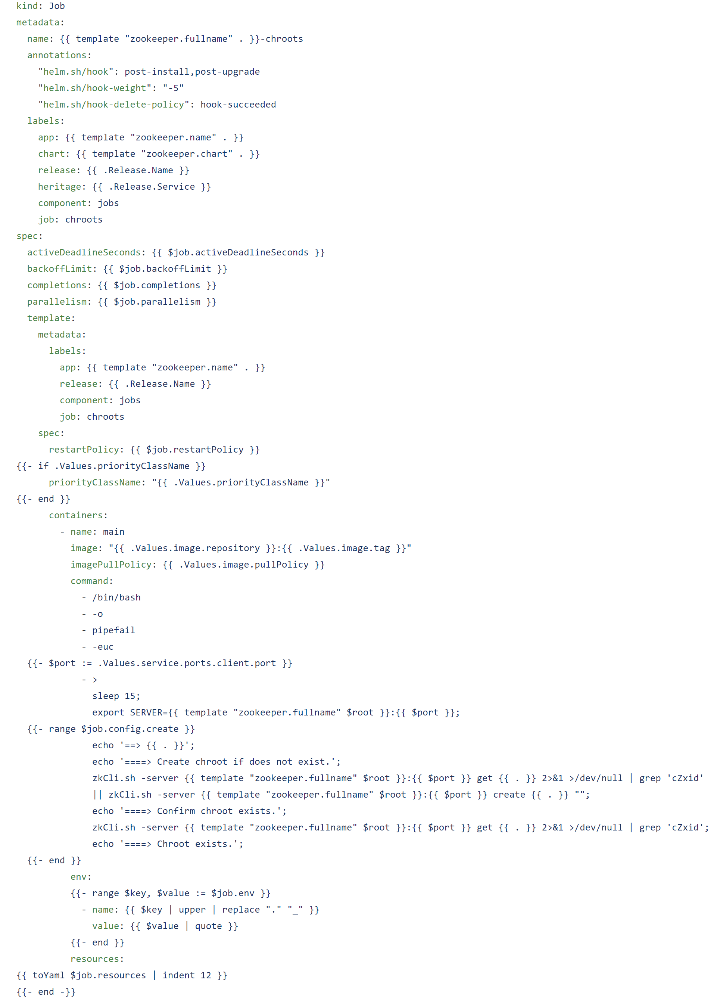 kind: Job
metadata:
  name: {{ template "zookeeper.fullname" . }}-chroots
  annotations:
    "helm.sh/hook": post-install,post-upgrade
    "helm.sh/hook-weight": "-5"
    "helm.sh/hook-delete-policy": hook-succeeded
  labels:
    app: {{ template "zookeeper.name" . }}
    chart: {{ template "zookeeper.chart" . }}
    release: {{ .Release.Name }}
    heritage: {{ .Release.Service }}
    component: jobs
    job: chroots
spec:
  activeDeadlineSeconds: {{ $job.activeDeadlineSeconds }}
  backoffLimit: {{ $job.backoffLimit }}
  completions: {{ $job.completions }}
  parallelism: {{ $job.parallelism }}
  template:
    metadata:
      labels:
        app: {{ template "zookeeper.name" . }}
        release: {{ .Release.Name }}
        component: jobs
        job: chroots
    spec:
      restartPolicy: {{ $job.restartPolicy }}
{{- if .Values.priorityClassName }}
      priorityClassName: "{{ .Values.priorityClassName }}"
{{- end }}
      containers:
        - name: main
          image: "{{ .Values.image.repository }}:{{ .Values.image.tag }}"
          imagePullPolicy: {{ .Values.image.pullPolicy }}
          command:
            - /bin/bash
            - -o
            - pipefail
            - -euc
  {{- $port := .Values.service.ports.client.port }}
            - >
              sleep 15;
              export SERVER={{ template "zookeeper.fullname" $root }}:{{ $port }};
  {{- range $job.config.create }}
              echo '==> {{ . }}';
              echo '====> Create chroot if does not exist.';
              zkCli.sh -server {{ template "zookeeper.fullname" $root }}:{{ $port }} get {{ . }} 2>&1 >/dev/null | grep 'cZxid'
              || zkCli.sh -server {{ template "zookeeper.fullname" $root }}:{{ $port }} create {{ . }} "";
              echo '====> Confirm chroot exists.';
              zkCli.sh -server {{ template "zookeeper.fullname" $root }}:{{ $port }} get {{ . }} 2>&1 >/dev/null | grep 'cZxid';
              echo '====> Chroot exists.';
  {{- end }}
          env:
          {{- range $key, $value := $job.env }}
            - name: {{ $key | upper | replace "." "_" }}
              value: {{ $value | quote }}
          {{- end }}
          resources:
{{ toYaml $job.resources | indent 12 }}
{{- end -}}